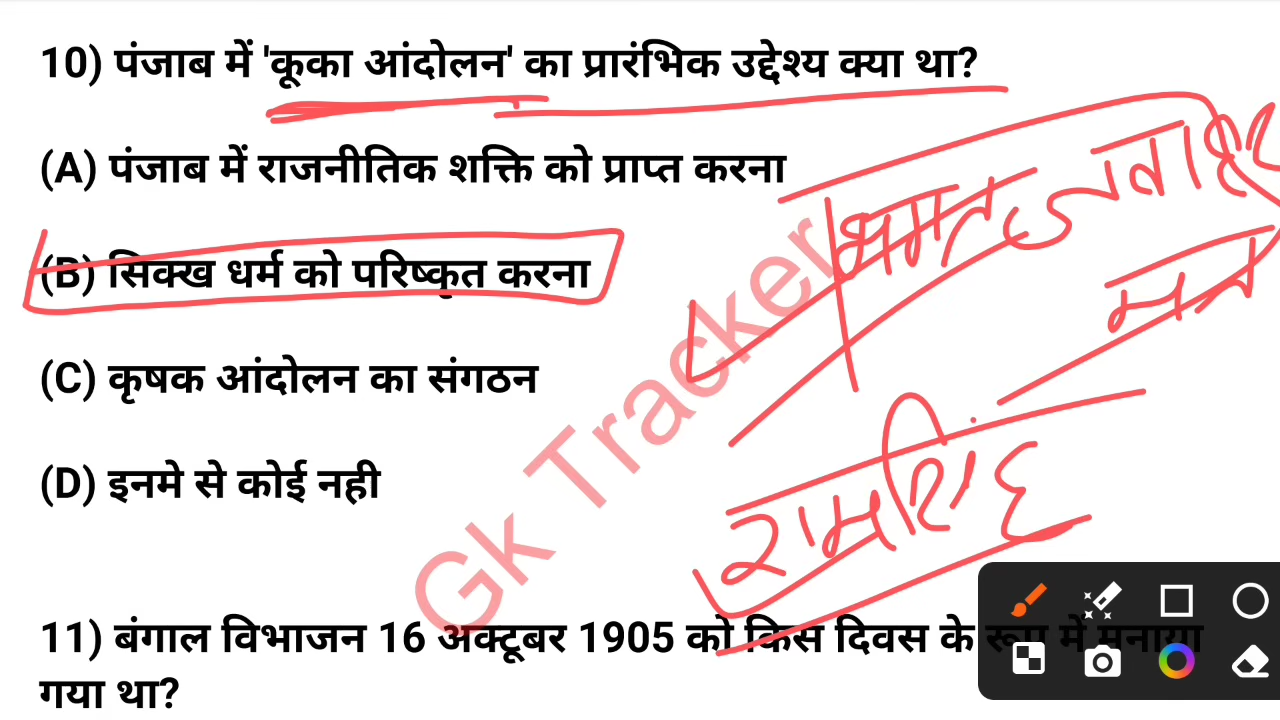 10) पंजाब में 'कूका आंदोलन' का प्रारंभिक उद्देश्य क्या था?
(A) पंजाब में राजनीतिक शक्ति को प्राप्त करना
(B) सिक्ख धर्म को परिष्कृत करना
(C) कृषक आंदोलन का संगठन
(D) इनमे से कोई नही
रामसिंह
Gk Tracker
11) बंगाल विभाजन 16 अक्टूबर 1905 को किस दिवस के रूप में मनाया
गया था?